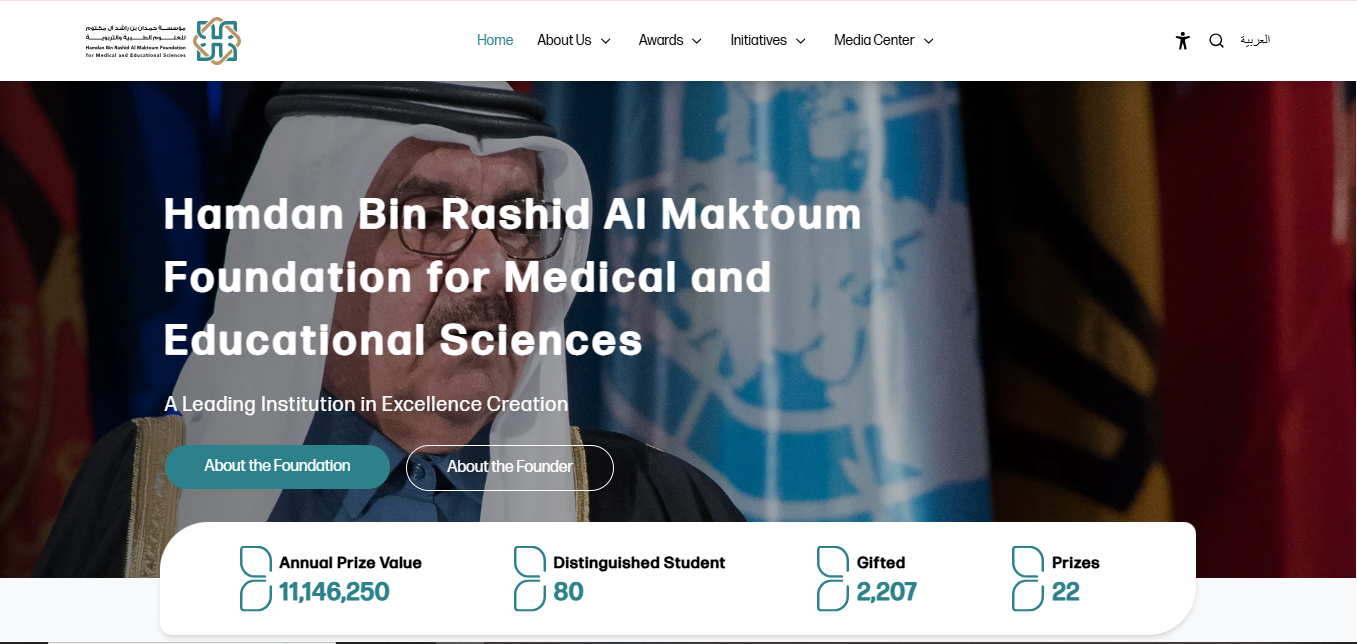 مؤسسة حمدان بن راشد آل مكتوم
للعلوم الطبية والتربوية
Hamdan Bin Rashid Al Maktoum Foundation
for Medical and Educational Sciences
Home
About Us
Awards
Initiatives
Media Center
العربية
Hamdan Bin Rashid Al Maktoum
Foundation for Medical and
Educational Sciences
A Leading Institution in Excellence Creation
About the Foundation
About the Founder
Annual Prize Value
11,146,250
Distinguished Student
80
Gifted
2,207
Prizes
22